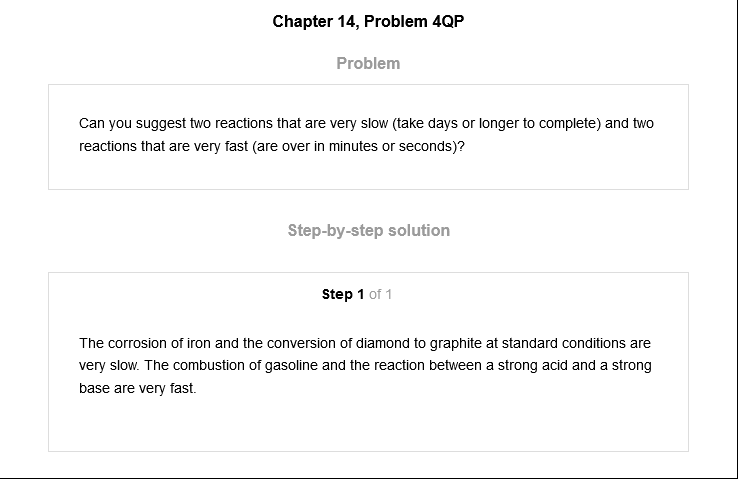 Chapter 14, Problem 4QP
Problem
Can you suggest two reactions that are very slow (take days or longer to complete) and two
reactions that are very fast (are over in minutes or seconds)?
Step-by-step solution
Step 1 of 1
The corrosion of iron and the conversion of diamond to graphite at standard conditions are
very slow. The combustion of gasoline and the reaction between a strong acid and a strong
base are very fast.